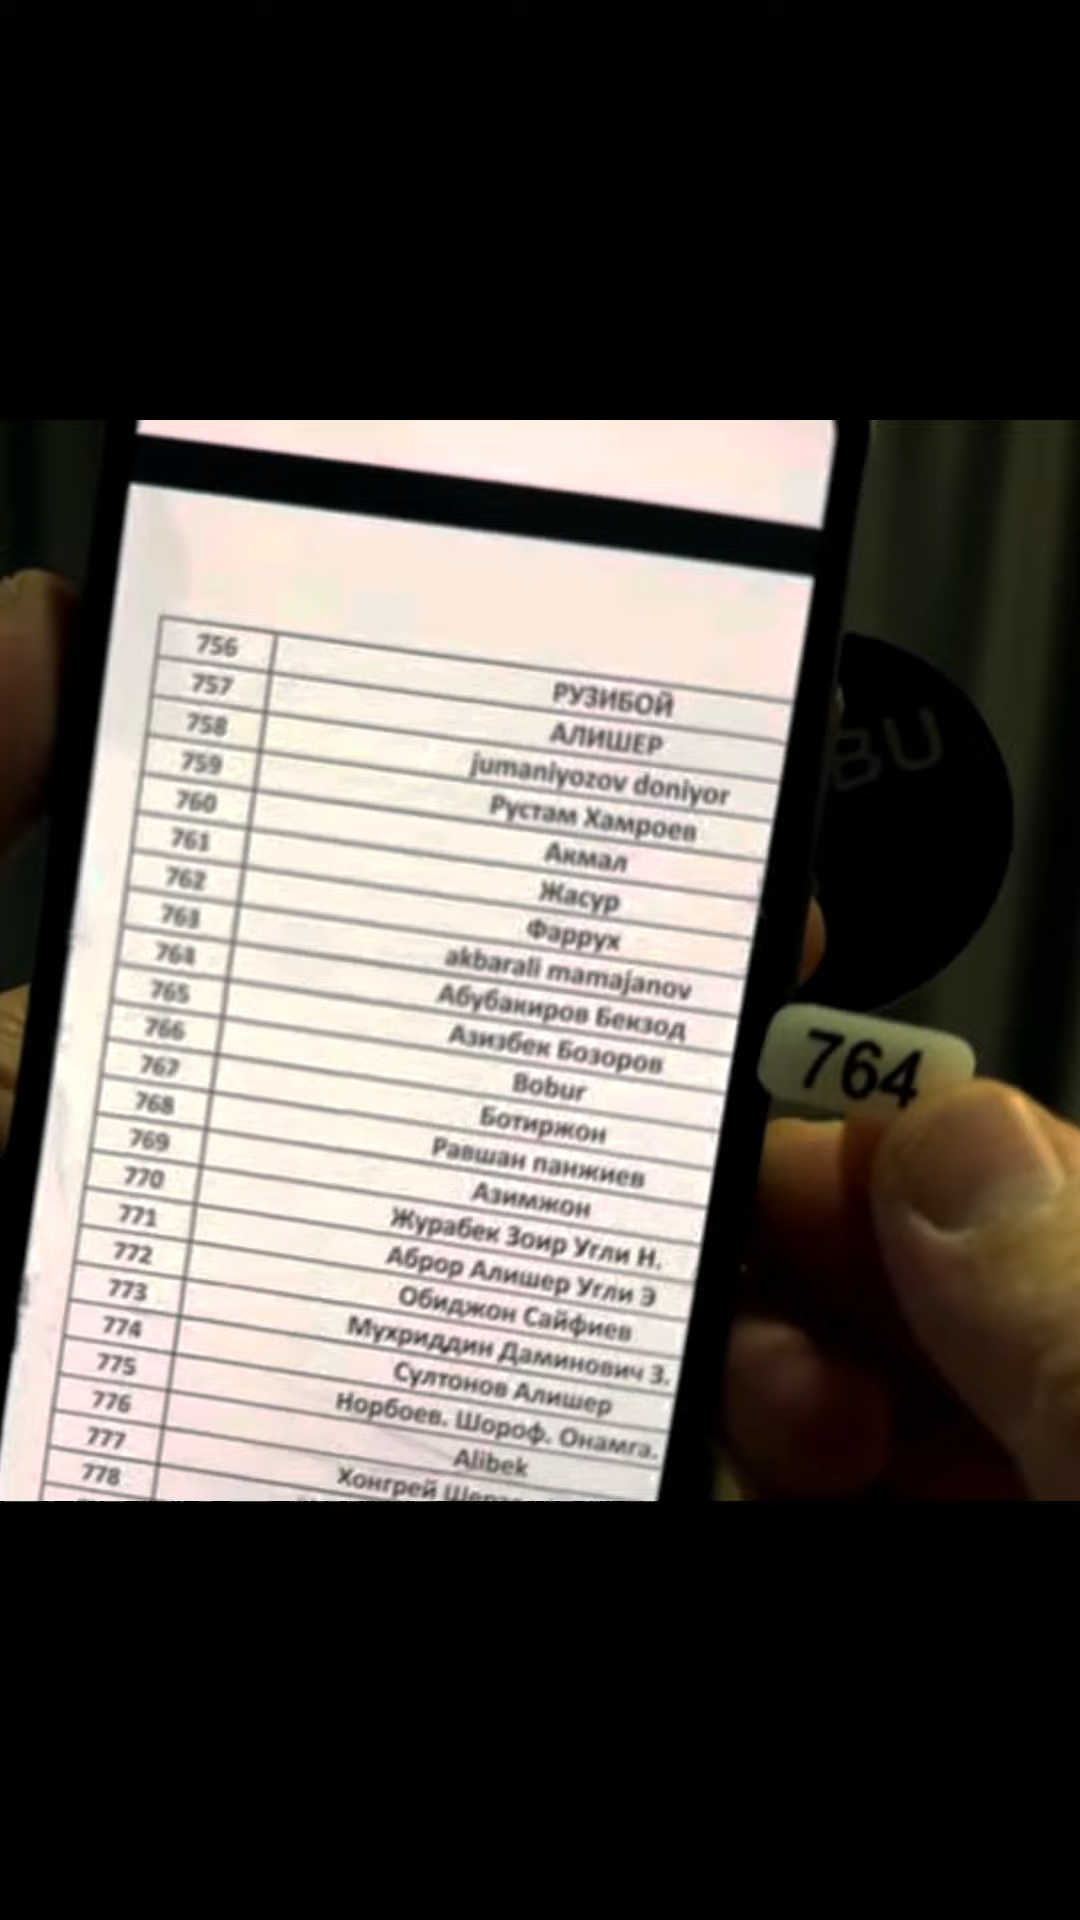 756 РУЗИБОЙ
757 АЛИШЕР
758 jumaniyozov doniyor
759 Рустам Хамроев
760 Акмал
761 Жасур
762 Фаррух
763 akbarali mamajanov
764 Абубакиров Бекзод
765 Азизбек Бозоров
766 Bobur
767 Ботиржон
768 Равшан панжиев
769 Азимжон
770 Журабек Зоир Угли Н.
771 Аброр Алишер Угли Э
772 Обиджон Сайфиев
773 Мухриддин Даминович З.
774 Султонов Алишер
775 Норбоев. Шороф. Онамга.
776 Alibek
777 Хонгрей
778
BU
764